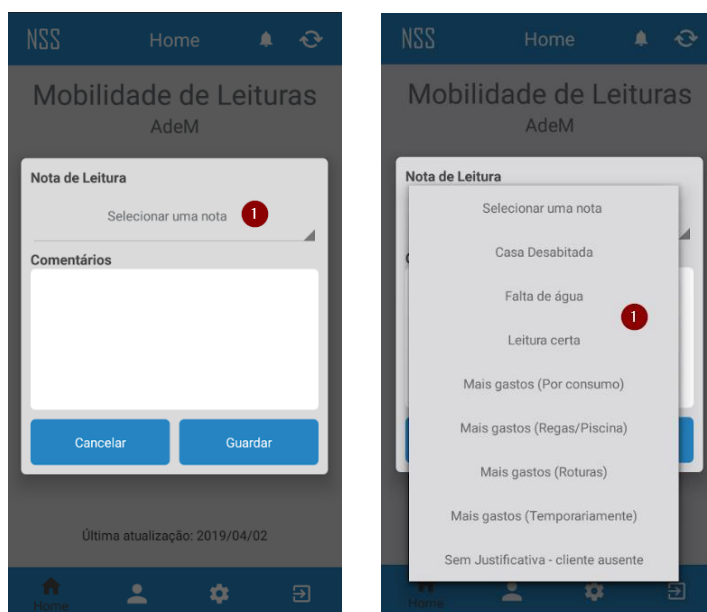 NSS Home
Mobilidade de Leituras
AdeM
Nota de Leitura
Selecionar uma nota 1
Comentários
Cancelar Guardar
Última atualização: 2019/04/02
Home
NSS Home
Mobilidade de Leituras
AdeM
Nota de Leitura
Selecionar uma nota
Casa Desabitada
Falta de água
1
Leitura certa
Mais gastos (Por consumo)
Mais gastos (Regas/Piscina)
Mais gastos (Roturas)
Mais gastos (Temporariamente)
Sem Justificativa - cliente ausente
Home